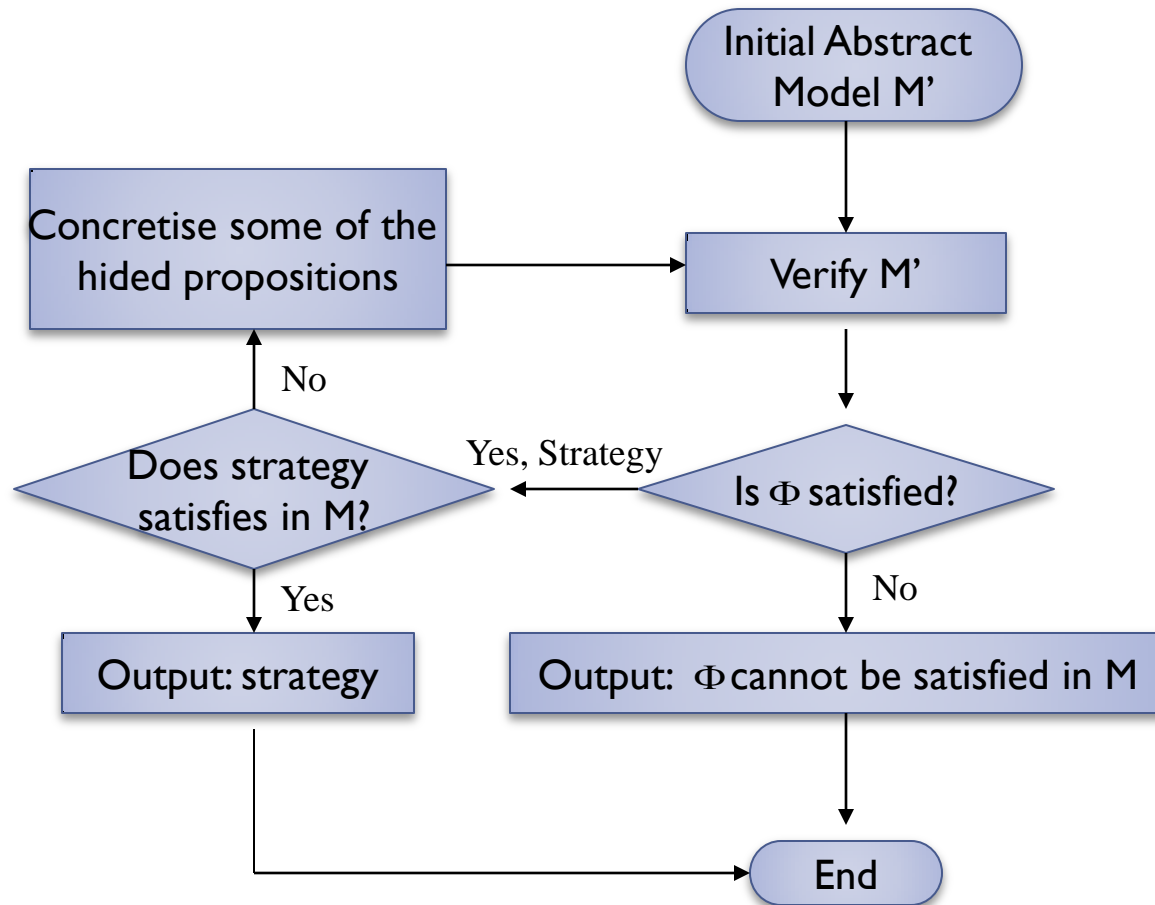 Initial Abstract
Model M’
Concretise some of the
hided propositions
Verify M’
No
Does strategy
satisfies in M?
Yes, Strategy
Is Φ satisfied?
Yes
No
Output: strategy
Output: Φ cannot be satisfied in M
End